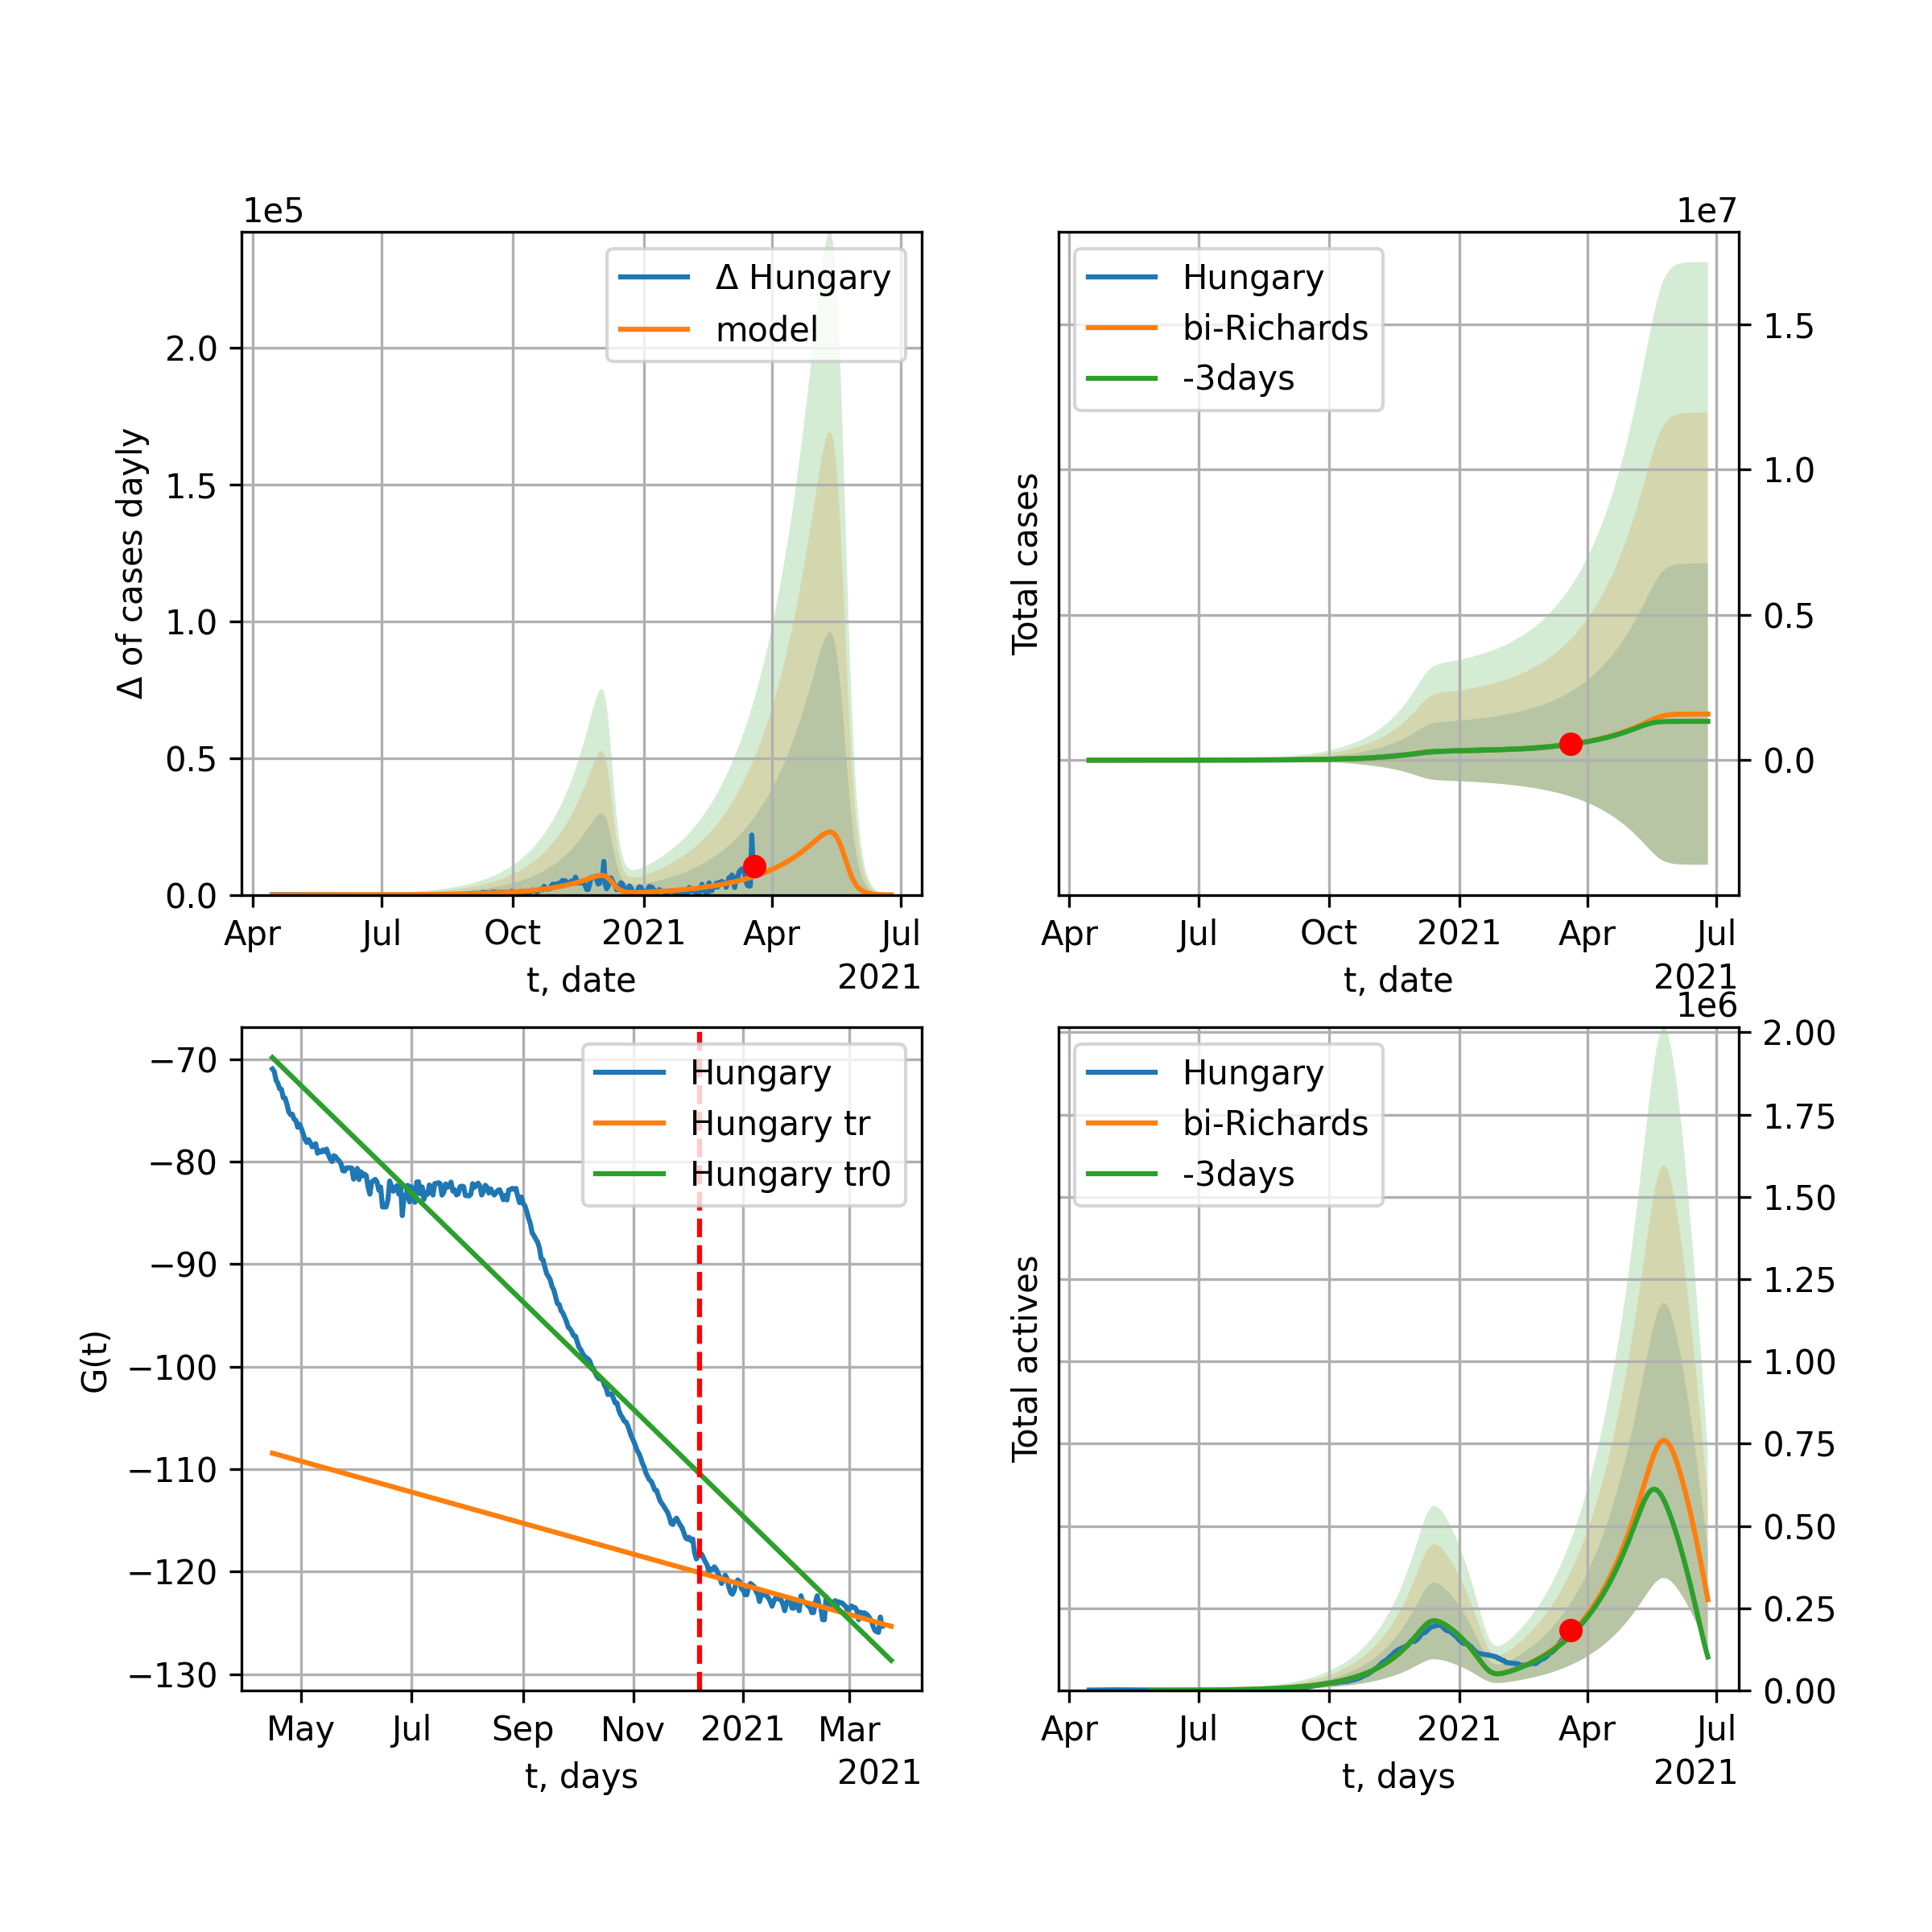 1e5
Δ of cases dayly
2.0
1.5
1.0
0.5
0.0
Δ Hungary
model
Apr Jul Oct 2021 Apr Jul
t, date
2021
1e7
Total cases
Hungary
bi-Richards
-3days
1.5
1.0
0.5
0.0
Apr Jul Oct 2021 Apr Jul
t, date
2021
G(t)
−70
−80
−90
−100
−110
−120
−130
Hungary
Hungary tr
Hungary tr0
May Jul Sep Nov 2021 Mar
t, days
2021
1e6
Total actives
Hungary
bi-Richards
-3days
2.00
1.75
1.50
1.25
1.00
0.75
0.50
0.25
0.00
Apr Jul Oct 2021 Apr Jul
t, days
2021